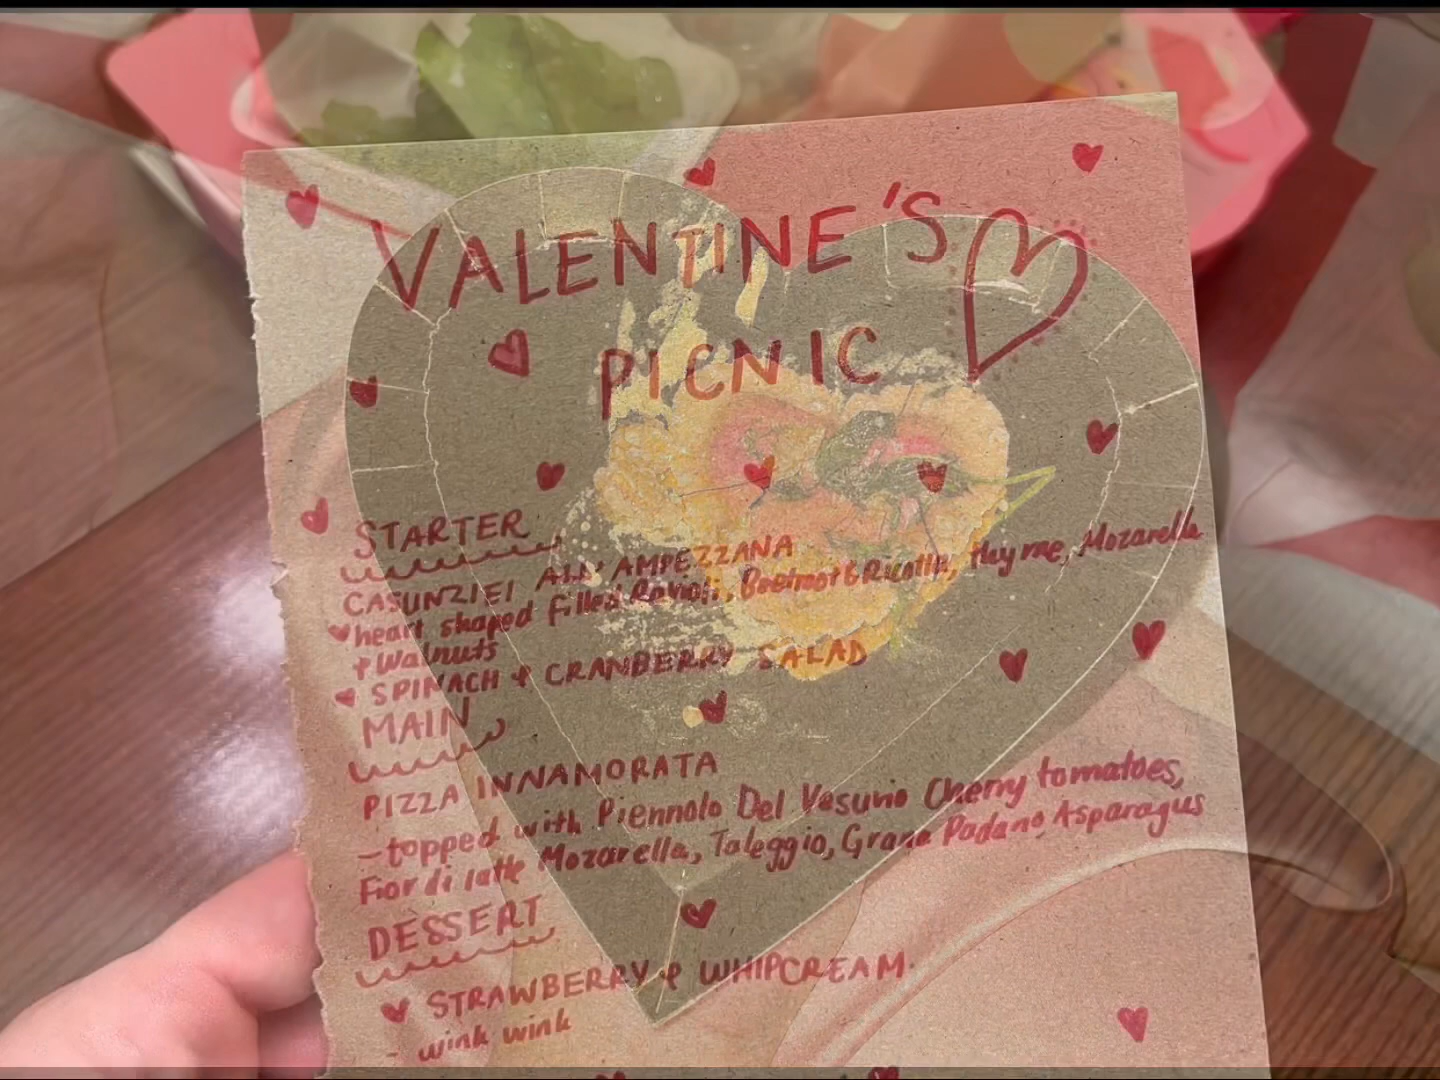 VALENTINE'S
PICNIC
STARTER
CASUNZIEI ALL'AMPEZZANA
heart shaped filled Ravioli, Beetroot & Ricotta, thyme, Mozarella
+ Walnuts
SPINACH + CRANBERRY SALAD
MAIN
PIZZA INNAMORATA
- topped with Piennolo Del Vesuvio Cherry tomatoes,
Fior di latte Mozarella, Taleggio, Grana Padano, Asparagus
DESSERT
STRAWBERRY & WHIPCREAM.
- wink wink